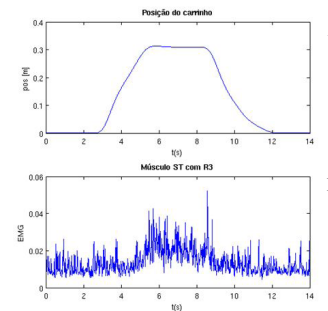 Posição do carrinho
pos [m]
0.4
0.3
0.2
0.1
0
0 2 4 6 8 10 12 14
t(s)
Músculo ST com R3
EMG
0.06
0.04
0.02
0
0 2 4 6 8 10 12 14
t(s)